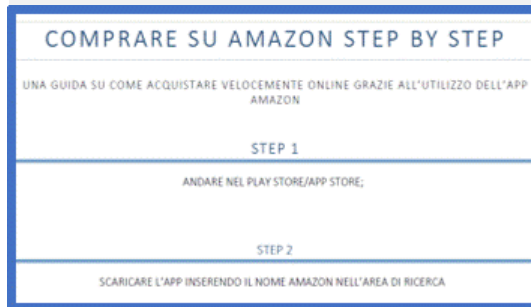 COMPRARE SU AMAZON STEP BY STEP
UNA GUIDA SU COME ACQUISTARE VELOCEMENTE ONLINE GRAZIE ALL'UTILIZZO DELL'APP
AMAZON
STEP 1
ANDARE NEL PLAY STORE/APP STORE;
STEP 2
SCARICARE L'APP INSERENDO IL NOME AMAZON NELL'AREA DI RICERCA